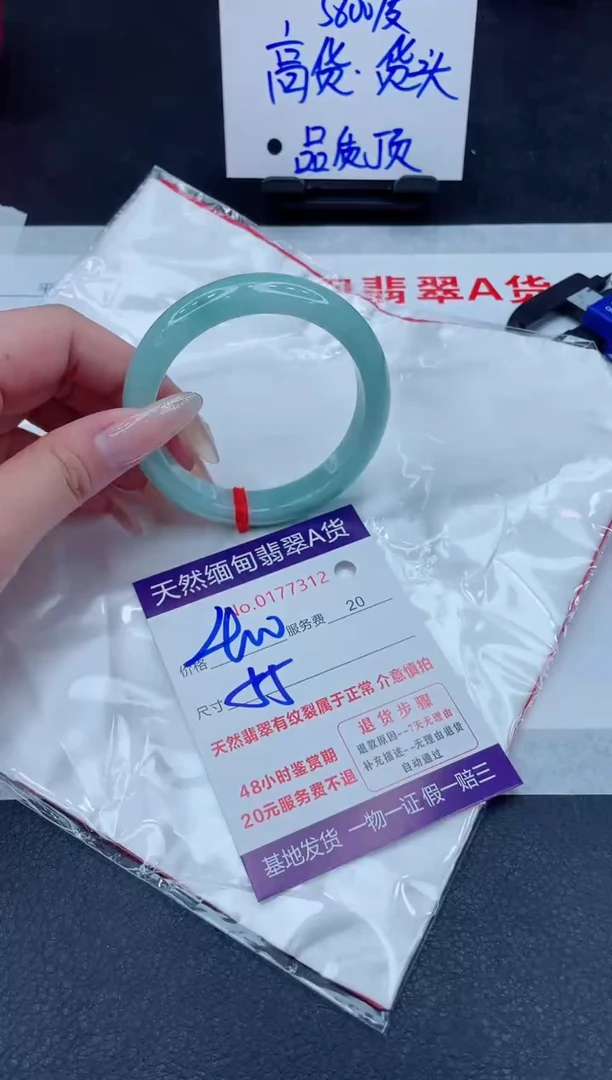 5800/皮
高货·货头
• 品质顶
翡翠A货
天然缅甸翡翠A货
No.0177312
价格 400 服务费 20
尺寸 55
天然翡翠有纹裂属于正常 介意慎拍
48小时鉴赏期
20元服务费不退
退货步骤
退款原因--7天无理由
补充描述--无理由退货
自动通过
基地发货 一物一证 假一赔三